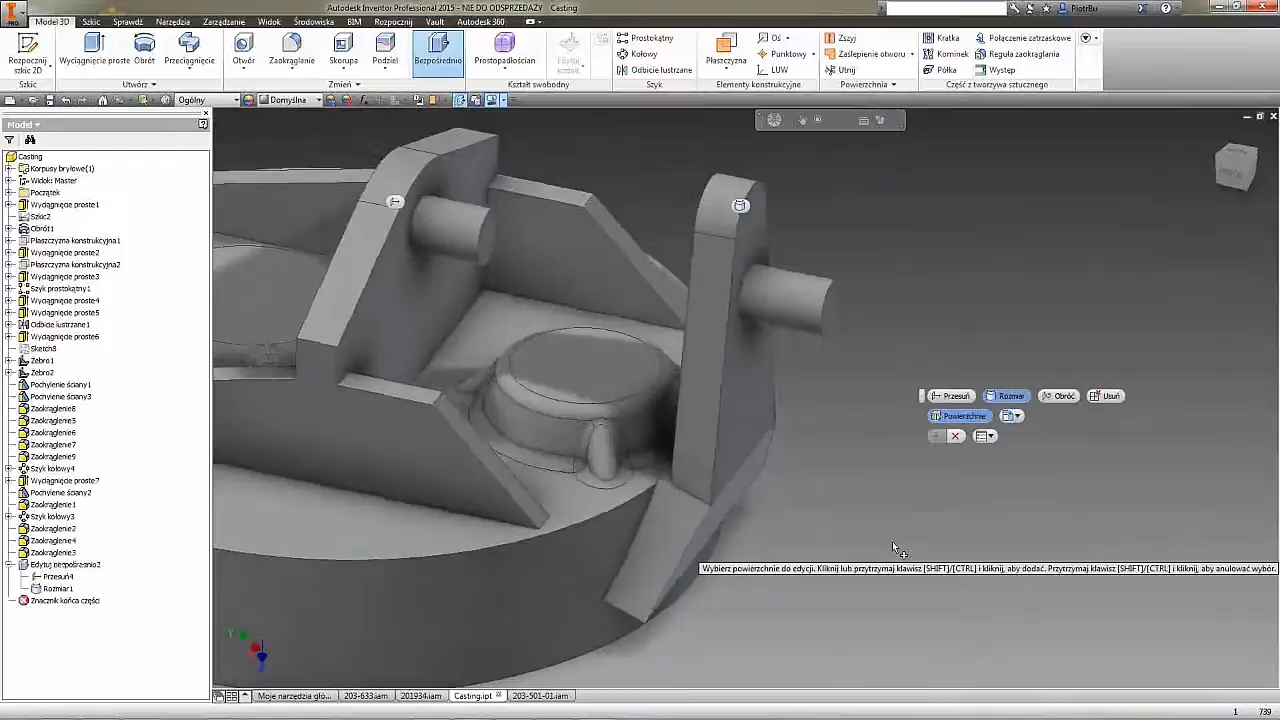 Autodesk Inventor Professional 2015 - NIE DO ODSPRZEDAŻY Casting
PiotrBu
PRO
Model 3D Szkic Sprawdź Narzędzia Zarządzanie Widok Środowiska BIM Rozpocznij Vault Autodesk 360
Rozpocznij szkic 2D
Wyciągnięcie proste
Obrót
Przeciągnięcie
Otwór
Zaokrąglenie
Skorupa
Podziel
Bezpośrednio
Prostopadłościan
Edytuj kształt
Prostokątny
Kołowy
Odbicie lustrzane
Płaszczyzna
Oś
Punktowy
LUW
Zszyj
Zaślepienie otworu
Utnij
Kratka
Kominek
Półka
Połączenie zatrzaskowe
Reguła zaokrąglania
Występ
Szkic Utwórz Zmień Kształt swobodny Szyk Elementy konstrukcyjne Powierzchnia Część z tworzywa sztucznego
Ogólny Domyślna
Model
Casting
Korpusy bryłowe(1)
Widok: Master
Początek
Wyciągnięcie proste1
Szkic2
Obrót1
Płaszczyzna konstrukcyjna1
Wyciągnięcie proste2
Płaszczyzna konstrukcyjna2
Wyciągnięcie proste3
Szyk prostokątny1
Wyciągnięcie proste4
Wyciągnięcie proste5
Odbicie lustrzane1
Wyciągnięcie proste6
Sketch8
Żebro1
Żebro2
Pochylenie ściany1
Pochylenie ściany3
Zaokrąglenie8
Zaokrąglenie5
Zaokrąglenie6
Zaokrąglenie7
Zaokrąglenie9
Szyk kołowy4
Wyciągnięcie proste7
Pochylenie ściany2
Zaokrąglenie1
Szyk kołowy3
Zaokrąglenie2
Zaokrąglenie4
Zaokrąglenie3
Edytuj bezpośrednio2
Przesuń4
Rozmiar1
Znacznik końca części
Przesuń Rozmiar Obróć Usuń
Powierzchnie
Wybierz powierzchnie do edycji. Kliknij lub przytrzymaj klawisz [SHIFT]/[CTRL] i kliknij, aby dodać. Przytrzymaj klawisz [SHIFT]/[CTRL] i kliknij, aby anulować wybór.
Y
Moje narzędzia głó... 203-633.iam 201934.iam Casting.ipt 203-501-01.iam
1 739